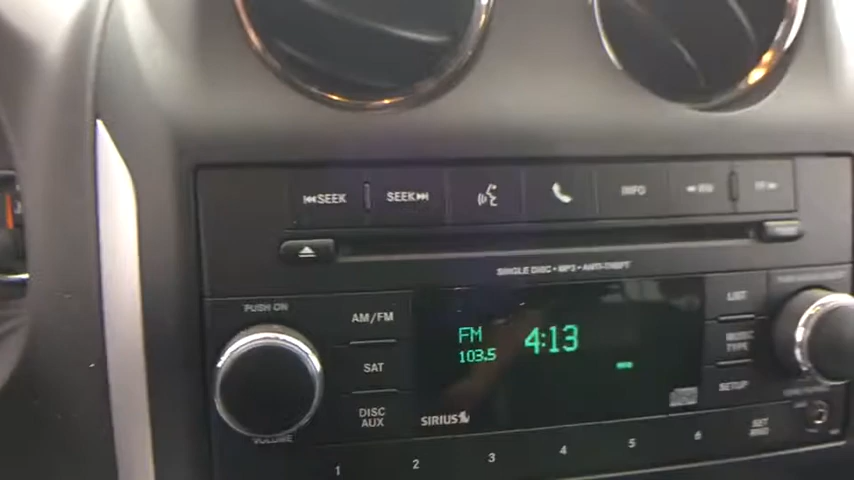 SEEK
SEEK
INFO
SINGLE DISC • MP3 • ANTI-THEFT
PUSH ON
VOLUME
AM/FM
SAT
DISC
AUX
FM
103.5
4:13
SIRIUS
LIST
MUSIC
TYPE
SETUP
1
2
3
4
5
6
SET
RND